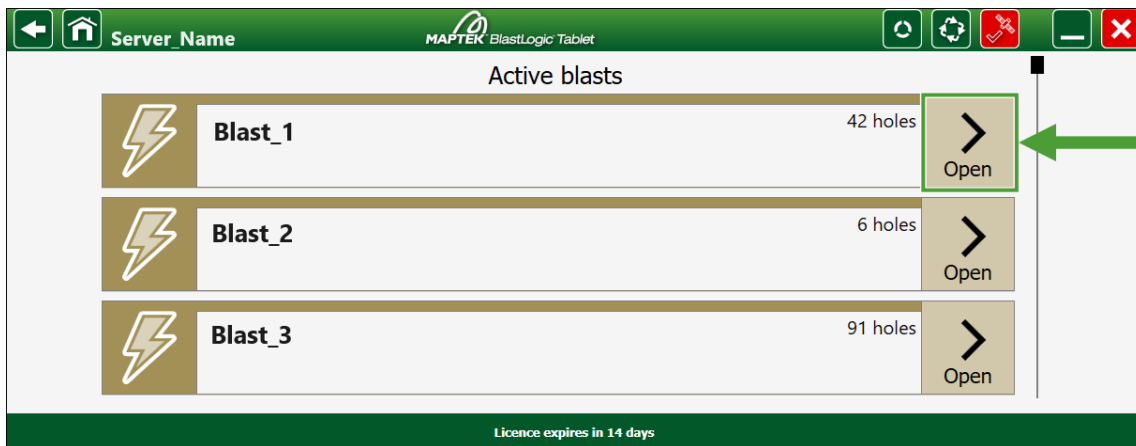 Server_Name
MAPTEK BlastLogic Tablet
Active blasts
Blast_1
42 holes
Open
Blast_2
6 holes
Open
Blast_3
91 holes
Open
Licence expires in 14 days